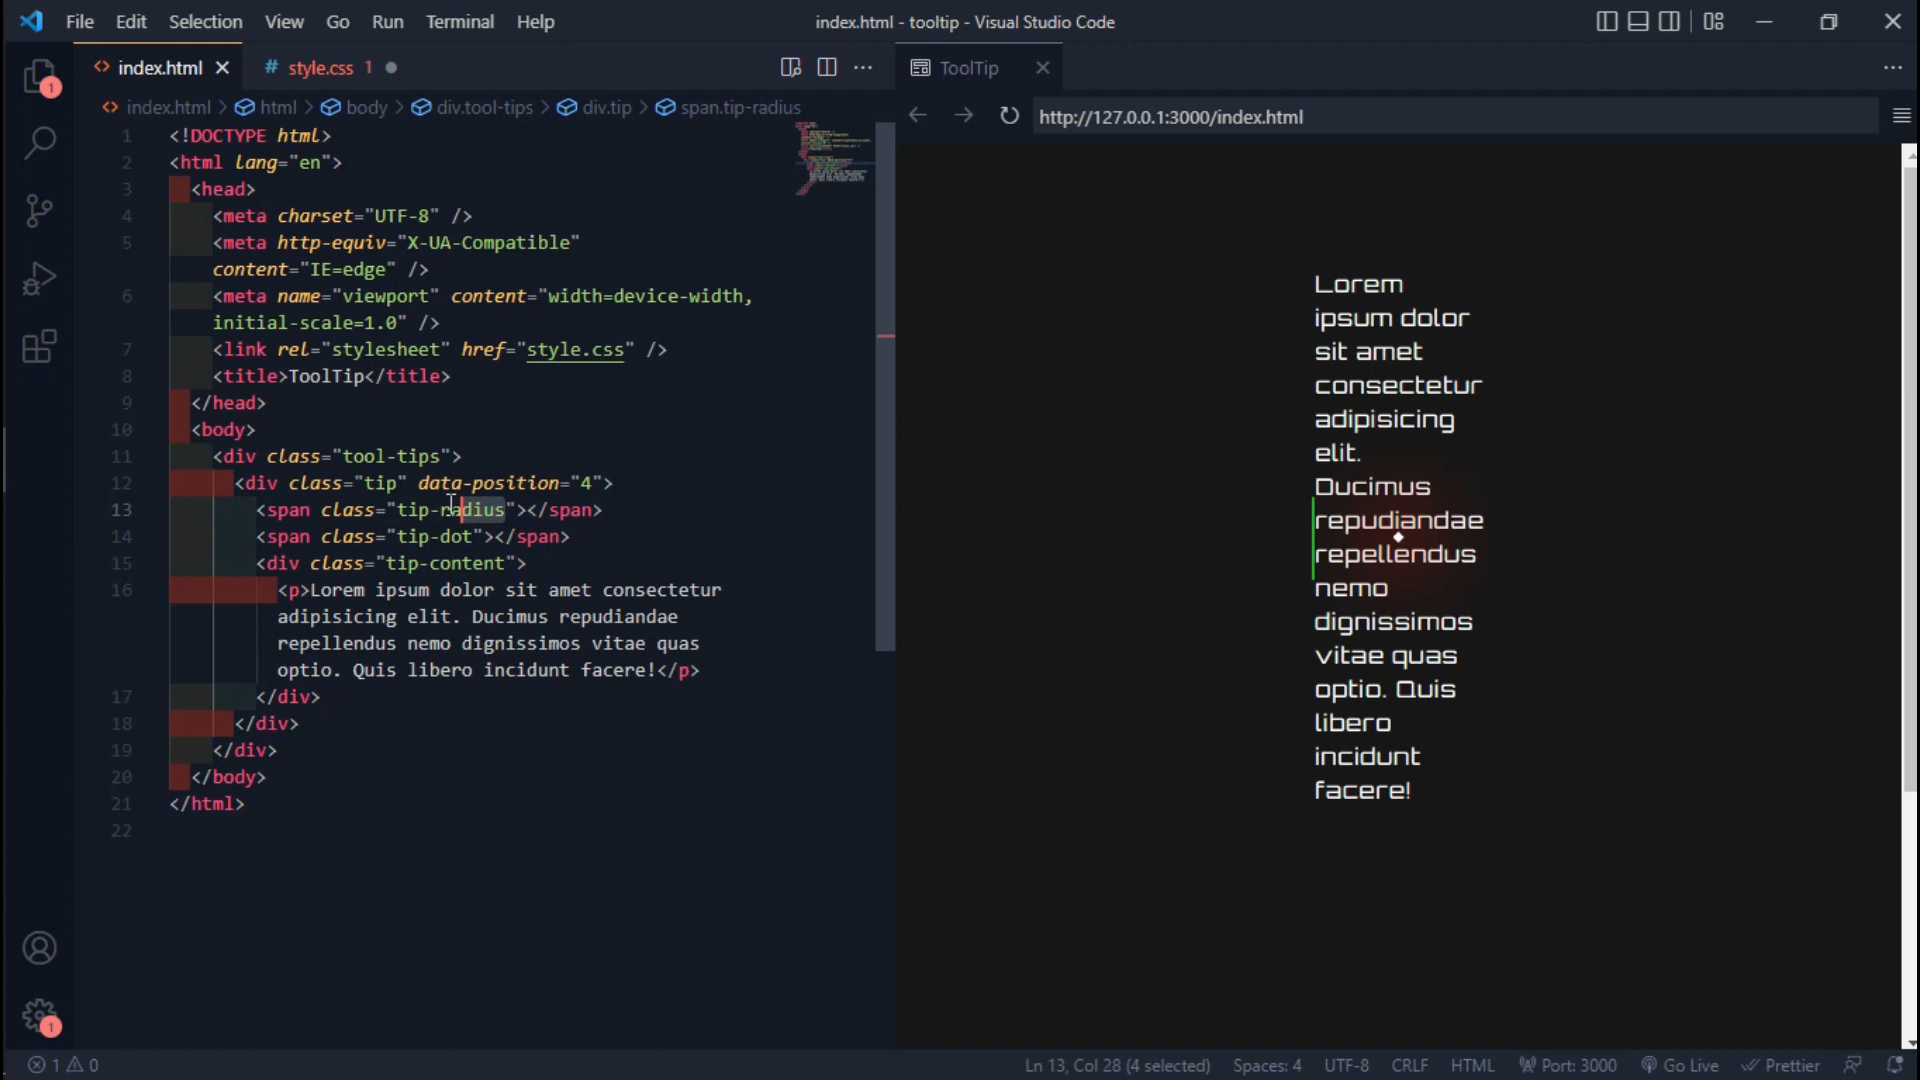 File Edit Selection View Go Run Terminal Help
index.html - tooltip - Visual Studio Code
<> index.html
# style.css 1
ToolTip
<> index.html > html > body > div.tool-tips > div.tip > span.tip-radius
http://127.0.0.1:3000/index.html
1
1 <!DOCTYPE html>
2 <html lang="en">
3 <head>
4 <meta charset="UTF-8" />
5 <meta http-equiv="X-UA-Compatible"
content="IE=edge" />
6 <meta name="viewport" content="width=device-width,
initial-scale=1.0" />
7 <link rel="stylesheet" href="style.css" />
8 <title>ToolTip</title>
9 </head>
10 <body>
11 <div class="tool-tips">
12 <div class="tip" data-position="4">
13 <span class="tip-radius"></span>
14 <span class="tip-dot"></span>
15 <div class="tip-content">
16 <p>Lorem ipsum dolor sit amet consectetur
adipisicing elit. Ducimus repudiandae
repellendus nemo dignissimos vitae quas
optio. Quis libero incidunt facere!</p>
17 </div>
18 </div>
19 </div>
20 </body>
21 </html>
22
Lorem
ipsum dolor
sit amet
consectetur
adipisicing
elit.
Ducimus
repudiandae
repellendus
nemo
dignissimos
vitae quas
optio. Quis
libero
incidunt
facere!
1
1 0
Ln 13, Col 28 (4 selected) Spaces: 4 UTF-8 CRLF HTML Port: 3000 Go Live Prettier